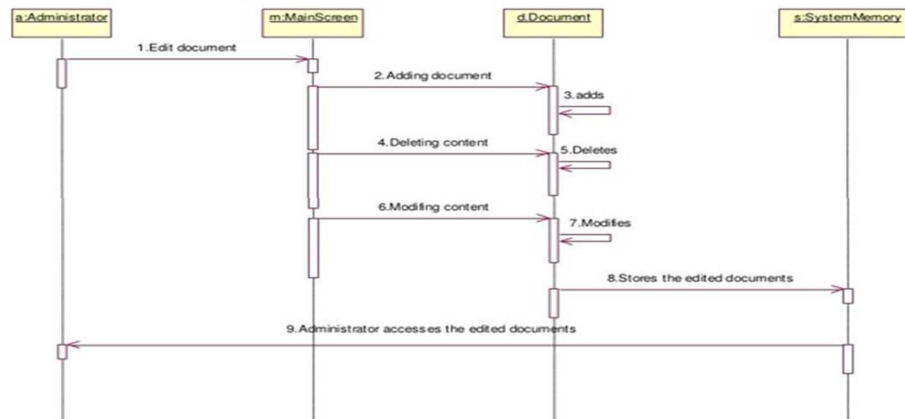 a:Administrator
m:MainScreen
d.Document
s:SystemMemory
1.Edit document
2.Adding document
3.adds
4.Deleting content
5.Deletes
6.Modifing content
7.Modifies
8.Stores the edited documents
9.Administrator accesses the edited documents